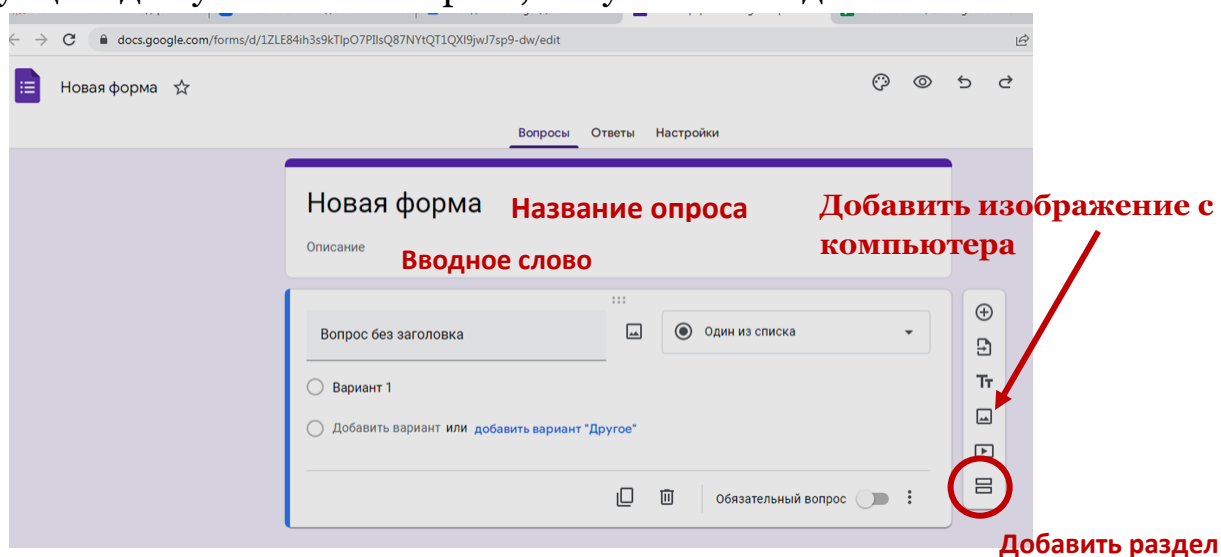 docs.google.com/forms/d/1ZLE84ih3s9kTlpO7PIlsQ87NYtQT1QXl9jwJ7sp9-dw/edit
Новая форма
Вопросы Ответы Настройки
Новая форма
Название опроса
Добавить изображение с
компьютера
Описание
Вводное слово
Вопрос без заголовка
Один из списка
Вариант 1
Добавить вариант или добавить вариант "Другое"
Tт
Обязательный вопрос
Добавить раздел